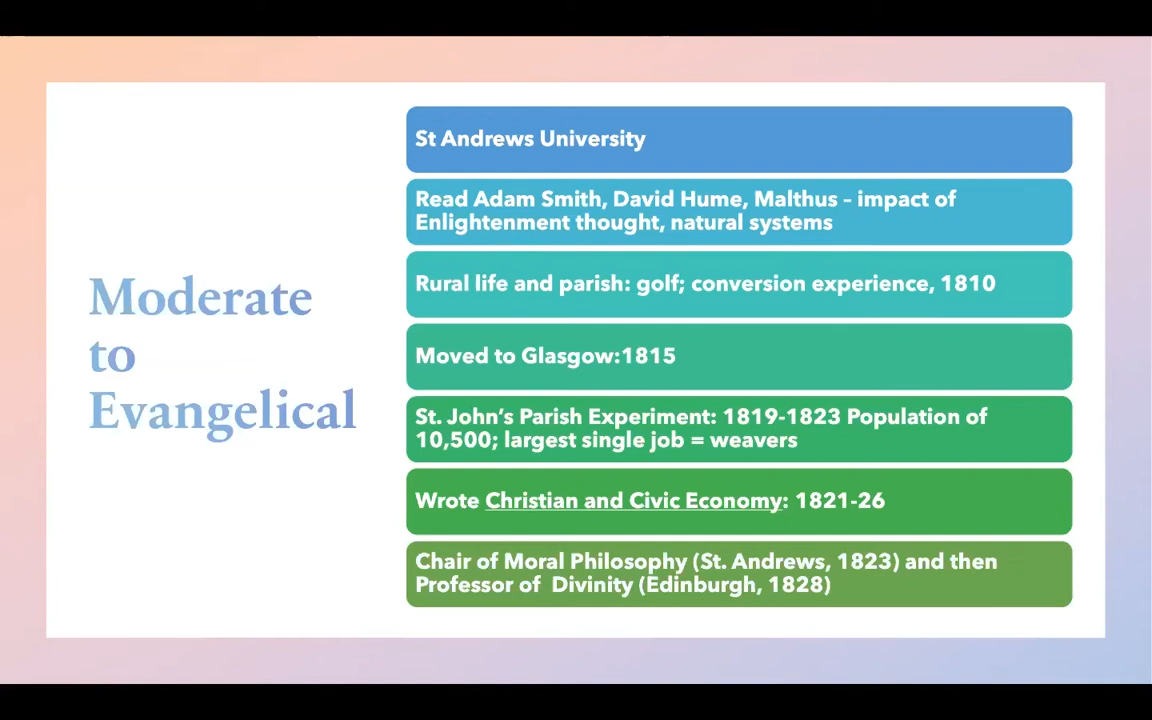 Moderate
to
Evangelical
St Andrews University
Read Adam Smith, David Hume, Malthus – impact of
Enlightenment thought, natural systems
Rural life and parish: golf; conversion experience, 1810
Moved to Glasgow:1815
St. John’s Parish Experiment: 1819-1823 Population of
10,500; largest single job = weavers
Wrote Christian and Civic Economy: 1821-26
Chair of Moral Philosophy (St. Andrews, 1823) and then
Professor of  Divinity (Edinburgh, 1828)